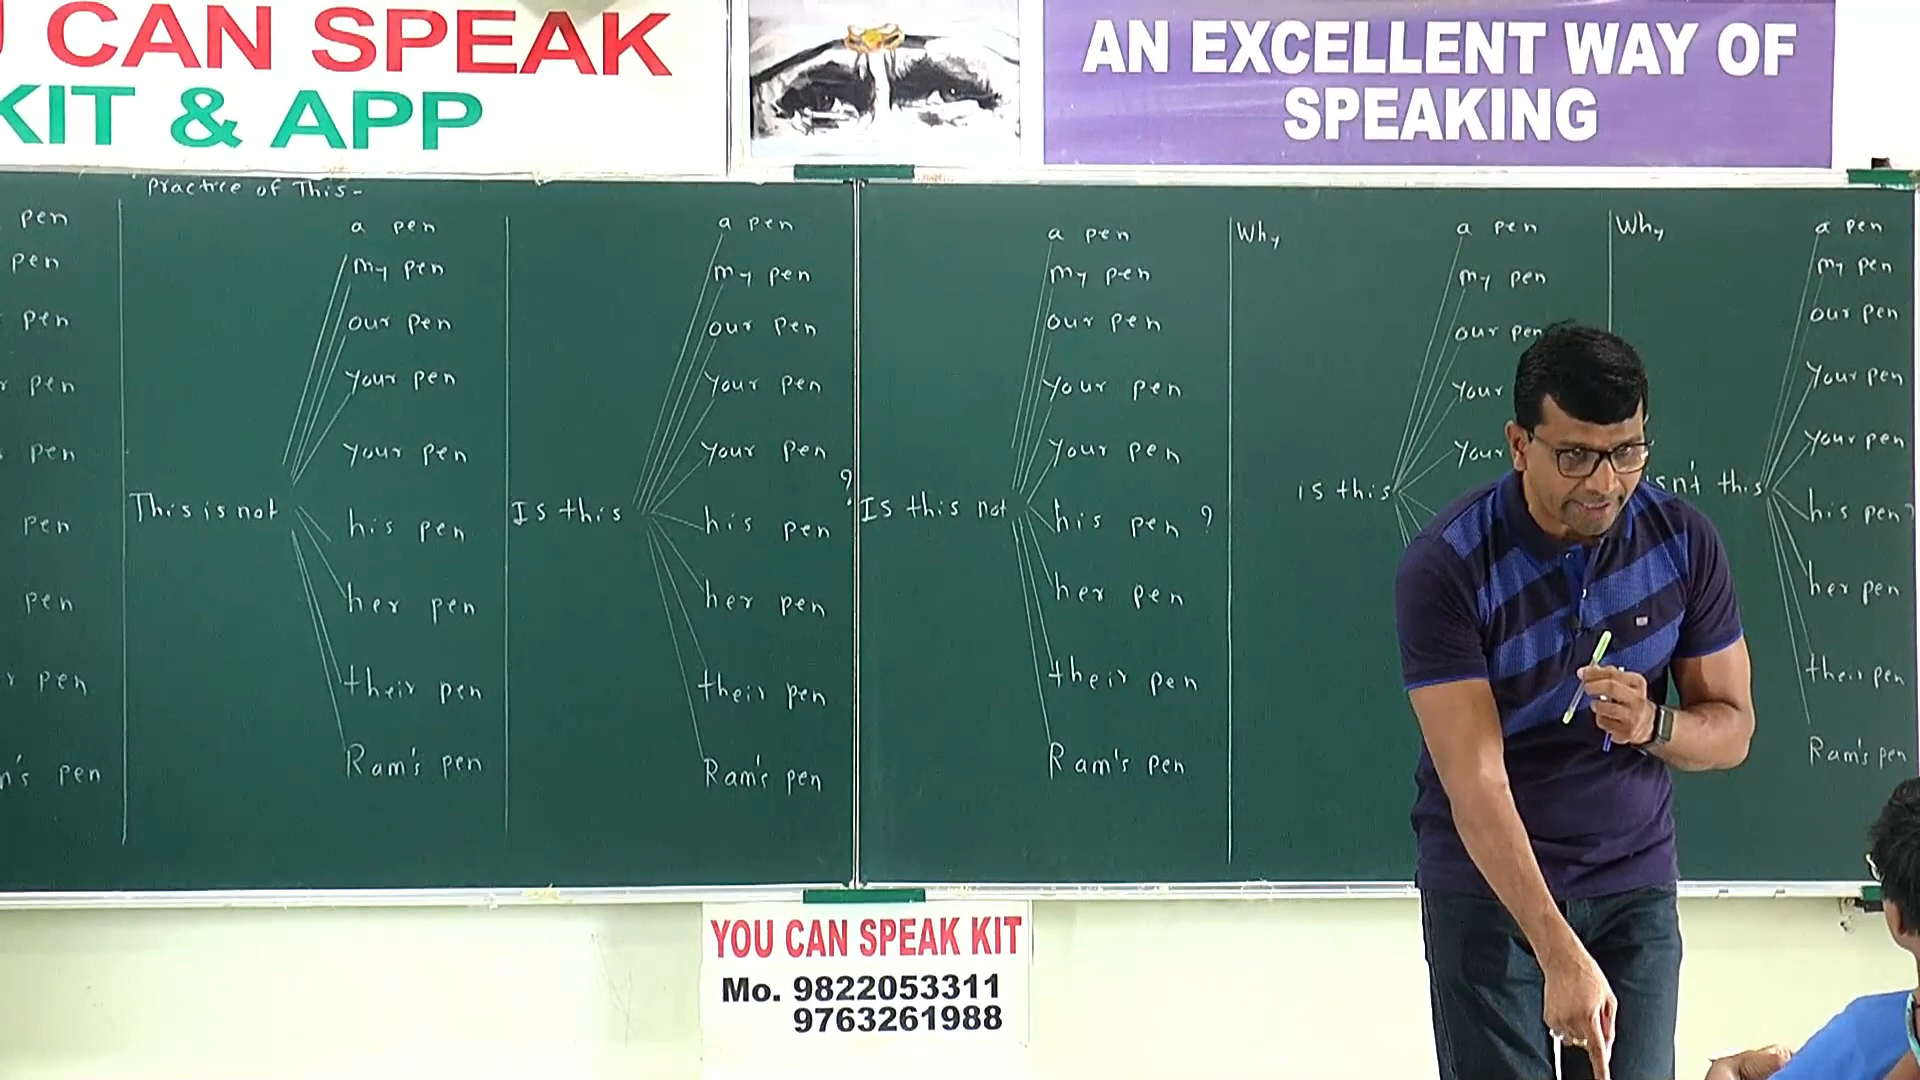 U CAN SPEAK
KIT & APP
AN EXCELLENT WAY OF
SPEAKING
Practice of This-
pen
pen
pen
pen
pen
pen
pen
pen
pen
This is not
a pen
my pen
our pen
your pen
your pen
his pen
her pen
their pen
Ram's pen
Is this
a pen
my pen
our pen
your pen
your pen
his pen
her pen
their pen
Ram's pen
?
Is this not
a pen
my pen
our pen
your pen
your pen
his pen ?
her pen
their pen
Ram's pen
Why
is this
a pen
my pen
our pen
your
your
Why
isn't this
a pen
my pen
our pen
your pen
your pen
his pen ?
her pen
their pen
Ram's pen
YOU CAN SPEAK KIT
Mo. 9822053311
9763261988